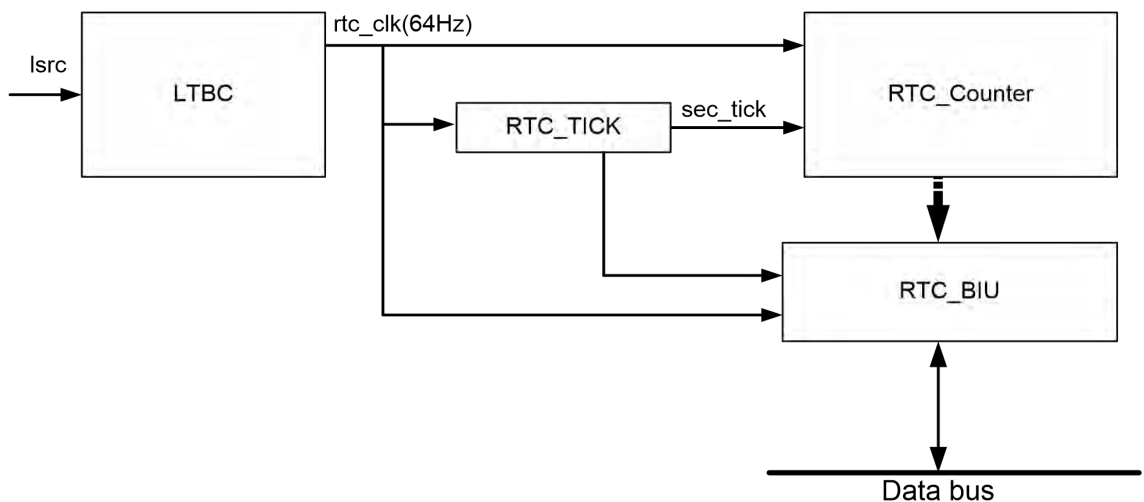 rtc_clk(64Hz)
lsrc
LTBC
RTC_Counter
RTC_TICK
sec_tick
RTC_BIU
Data bus